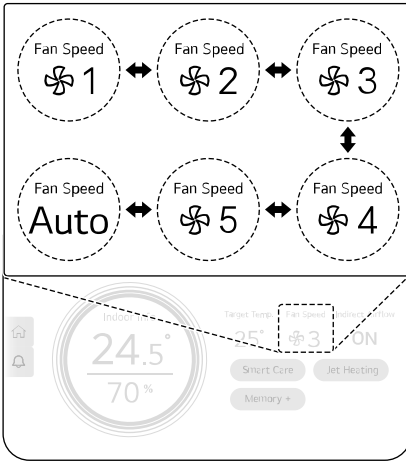 Fan Speed
1
Fan Speed
2
Fan Speed
3
Fan Speed
Auto
Fan Speed
5
Fan Speed
4
Target Temp.
Fan Speed
25°
3
ON
24.5°
70%
Smart Care
Jet Heating
Memory +